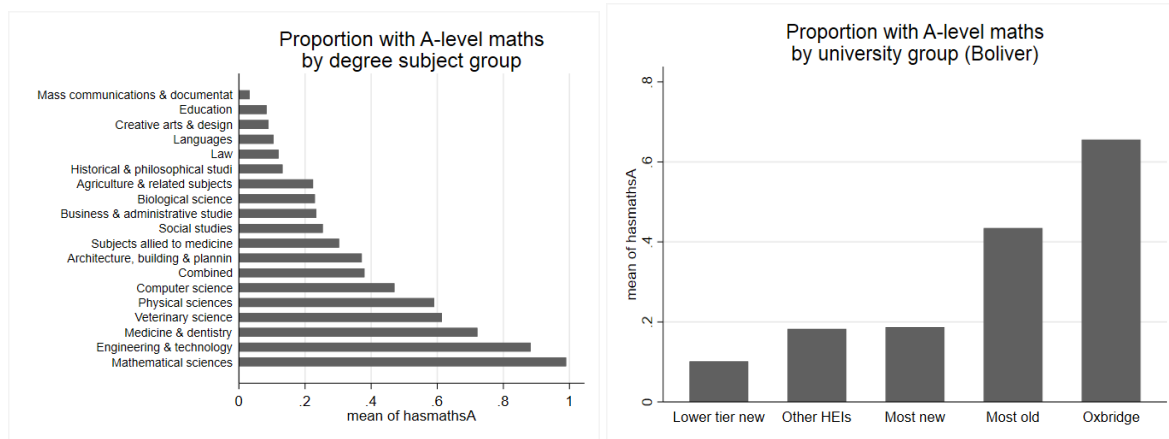 Proportion with A-level maths
by degree subject group
Mass communications & documentat
Education
Creative arts & design
Languages
Law
Historical & philosophical studi
Agriculture & related subjects
Biological science
Business & administrative studie
Social studies
Subjects allied to medicine
Architecture, building & plannin
Combined
Computer science
Physical sciences
Veterinary science
Medicine & dentistry
Engineering & technology
Mathematical sciences
0 .2 .4 .6 .8 1
mean of hasmathsA
Proportion with A-level maths
by university group (Boliver)
mean of hasmathsA
.8
.6
.4
.2
0
Lower tier new Other HEIs Most new Most old Oxbridge